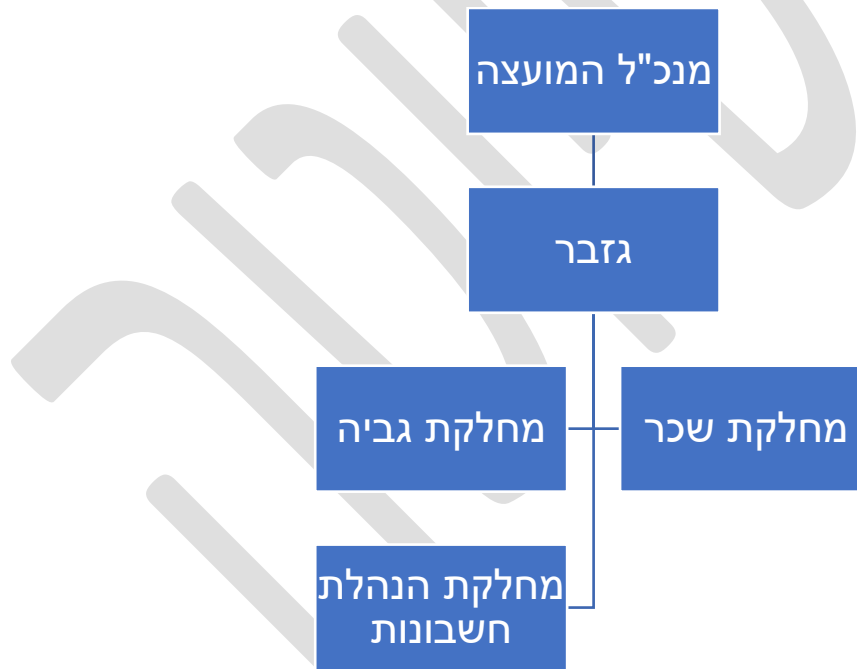 מנכ"ל המועצה
גזבר
מחלקת שכר
מחלקת גביה
מחלקת הנהלת
חשבונות